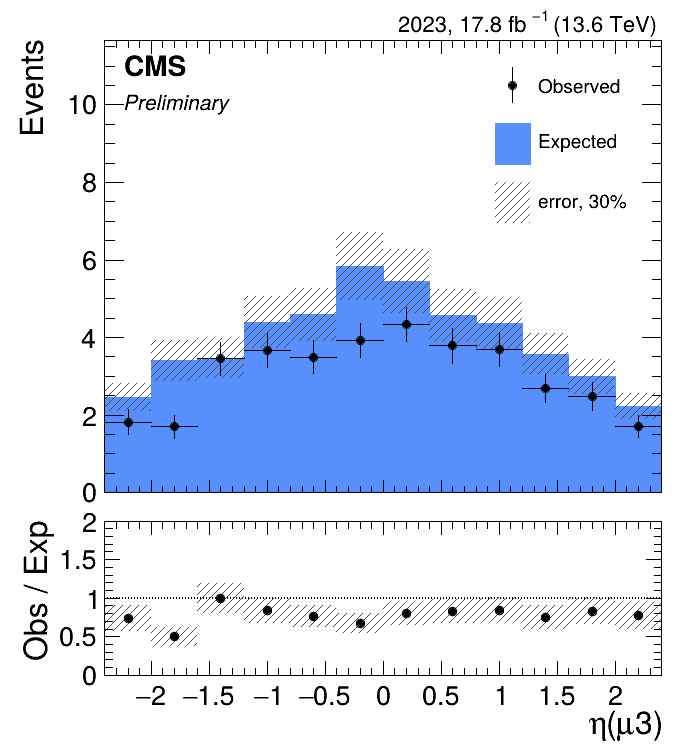 2023, 17.8 fb⁻¹ (13.6 TeV)
CMS
Preliminary
Observed
Expected
error, 30%
Events
10
8
6
4
2
0
Obs / Exp
2
1.5
1
0.5
0
−2 −1.5 −1 −0.5 0 0.5 1 1.5 2
η(μ3)